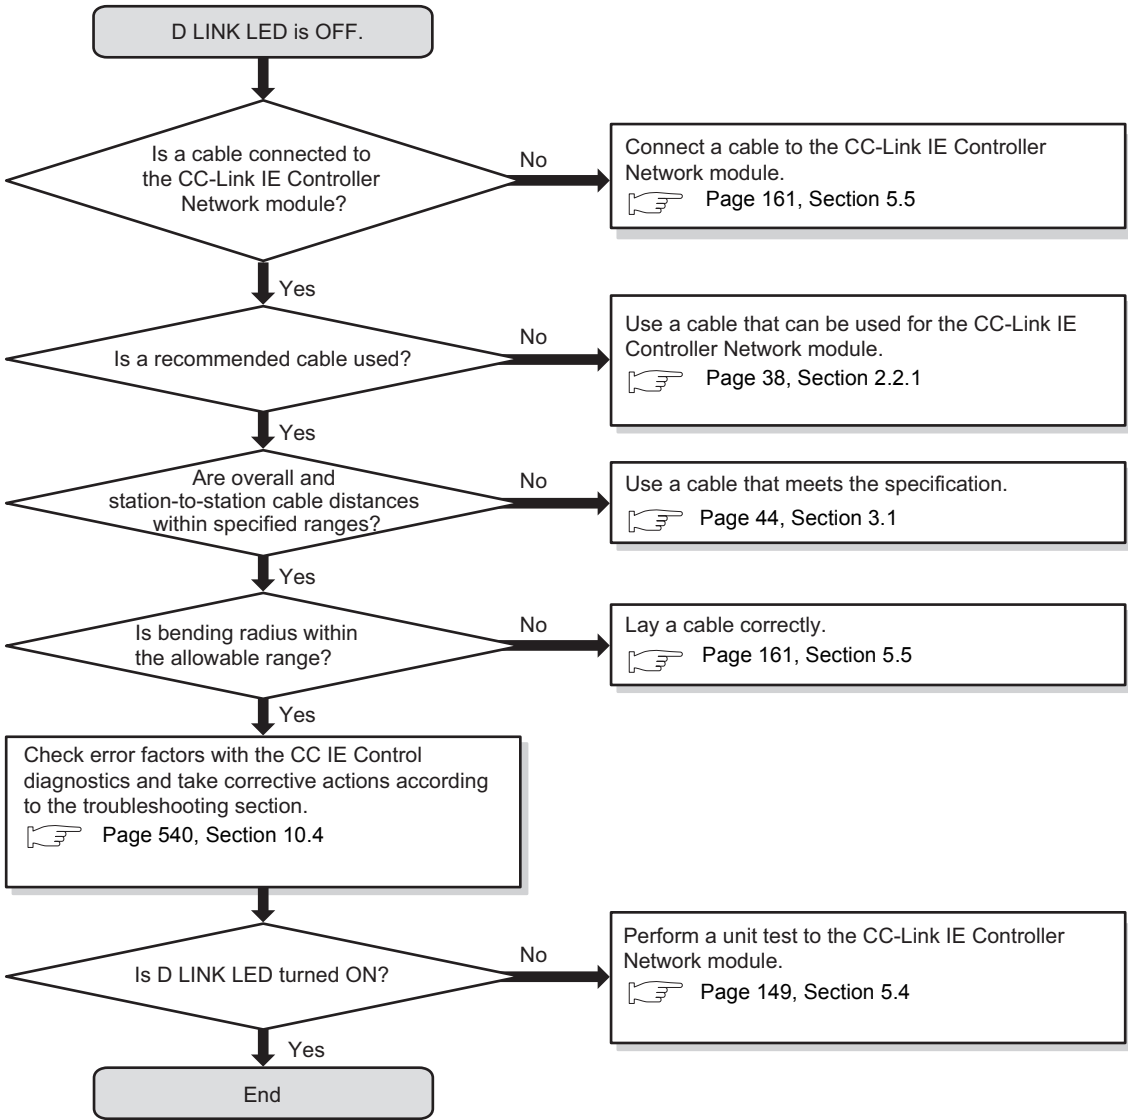 D LINK LED is OFF.
Is a cable connected to
the CC-Link IE Controller
Network module?
No
Connect a cable to the CC-Link IE Controller
Network module.
Page 161, Section 5.5
Yes
Is a recommended cable used?
No
Use a cable that can be used for the CC-Link IE
Controller Network module.
Page 38, Section 2.2.1
Yes
Are overall and
station-to-station cable distances
within specified ranges?
No
Use a cable that meets the specification.
Page 44, Section 3.1
Yes
Is bending radius within
the allowable range?
No
Lay a cable correctly.
Page 161, Section 5.5
Yes
Check error factors with the CC IE Control
diagnostics and take corrective actions according
to the troubleshooting section.
Page 540, Section 10.4
Is D LINK LED turned ON?
No
Perform a unit test to the CC-Link IE Controller
Network module.
Page 149, Section 5.4
Yes
End